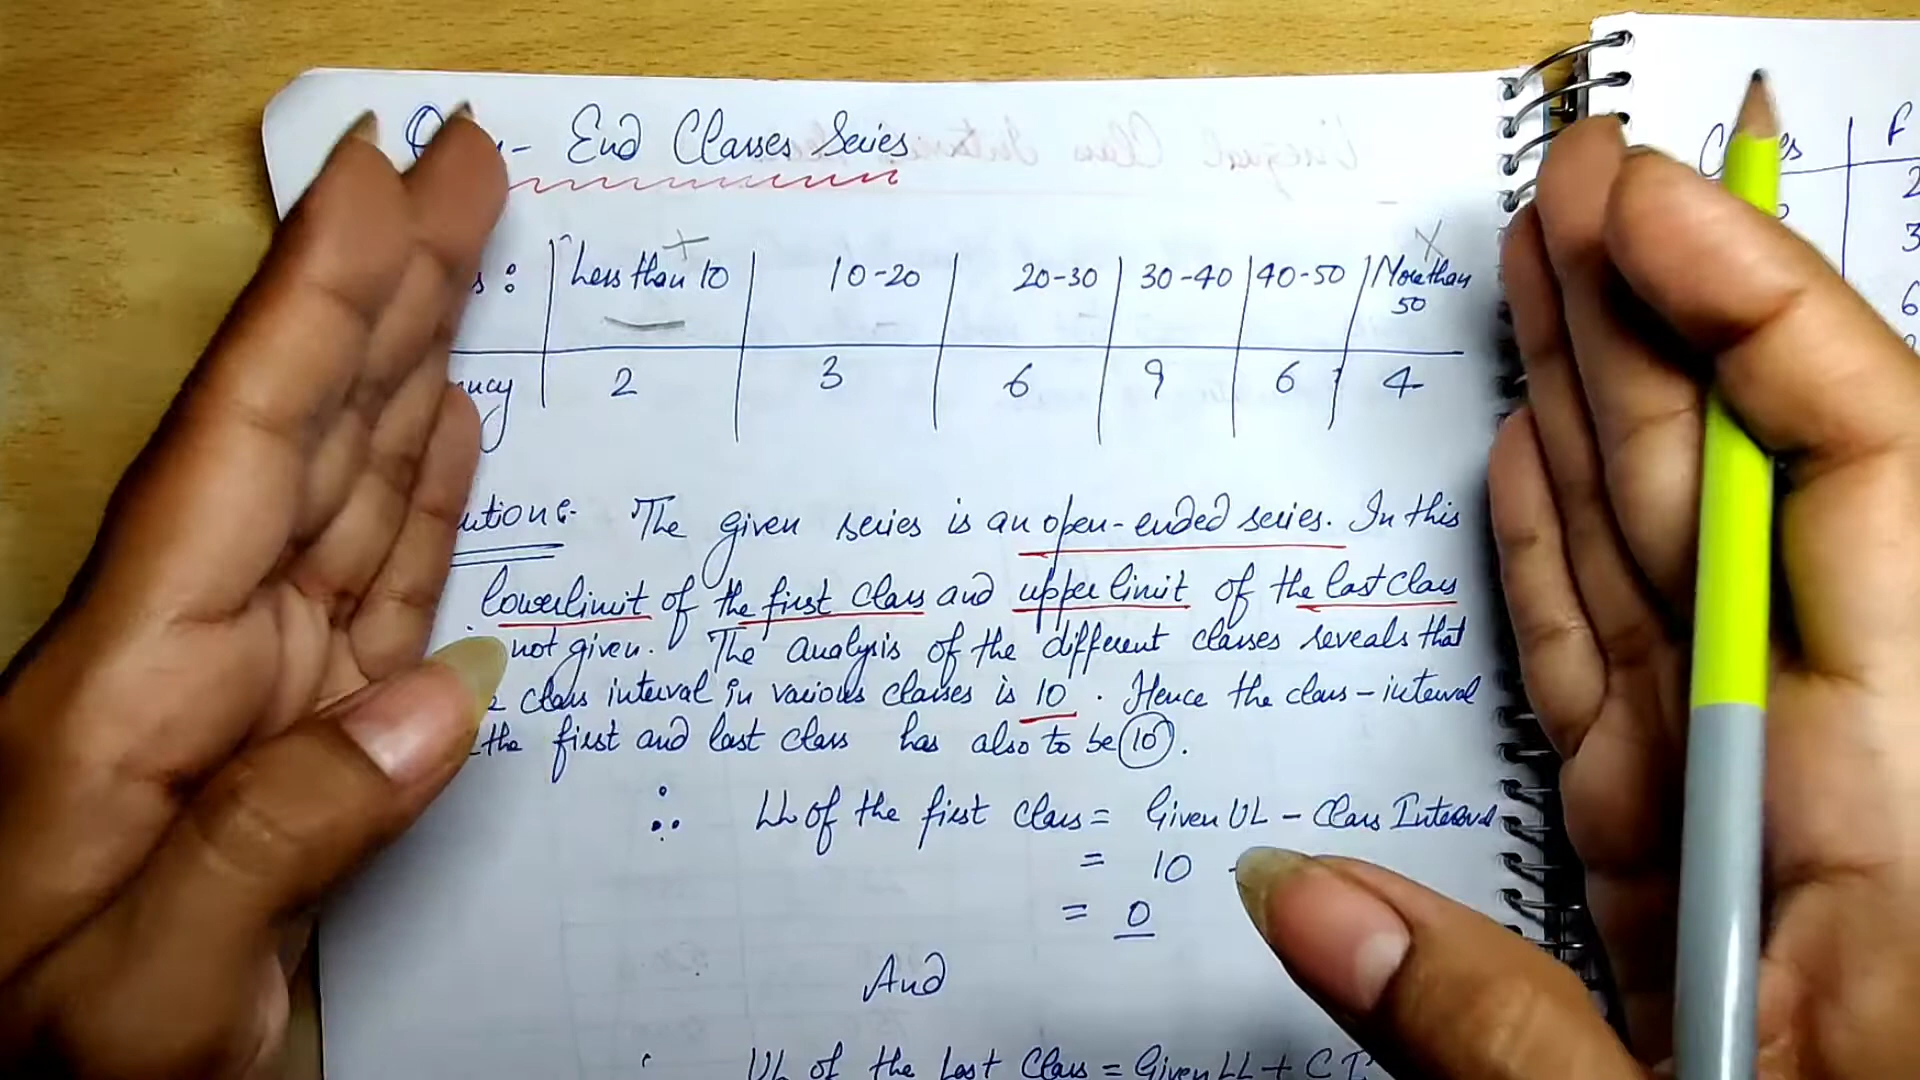 - End Classes Series
s : Less than 10 10-20 20-30 30-40 40-50 More than 50
2 3 6 9 6 4
The given series is an open-ended series. In this
lower limit of the first class and upper limit of the last class
not given. The analysis of the different classes reveals that
class interval in various classes is 10 . Hence the class-interval
the first and last class has also to be 10.
∴ LL of the first class = Given UL - Class Interval
= 10
= 0
And
UL of the Last Class = Given LL + C I
F
2
3
6